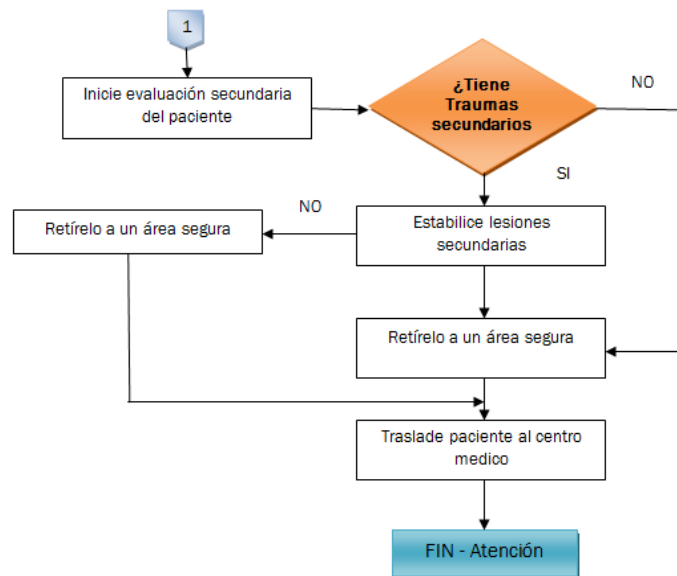 1
Inicie evaluación secundaria
del paciente
¿Tiene
Traumas
secundarios
NO
SI
NO
Retírelo a un área segura
Estabilice lesiones
secundarias
Retírelo a un área segura
Traslade paciente al centro
medico
FIN - Atención